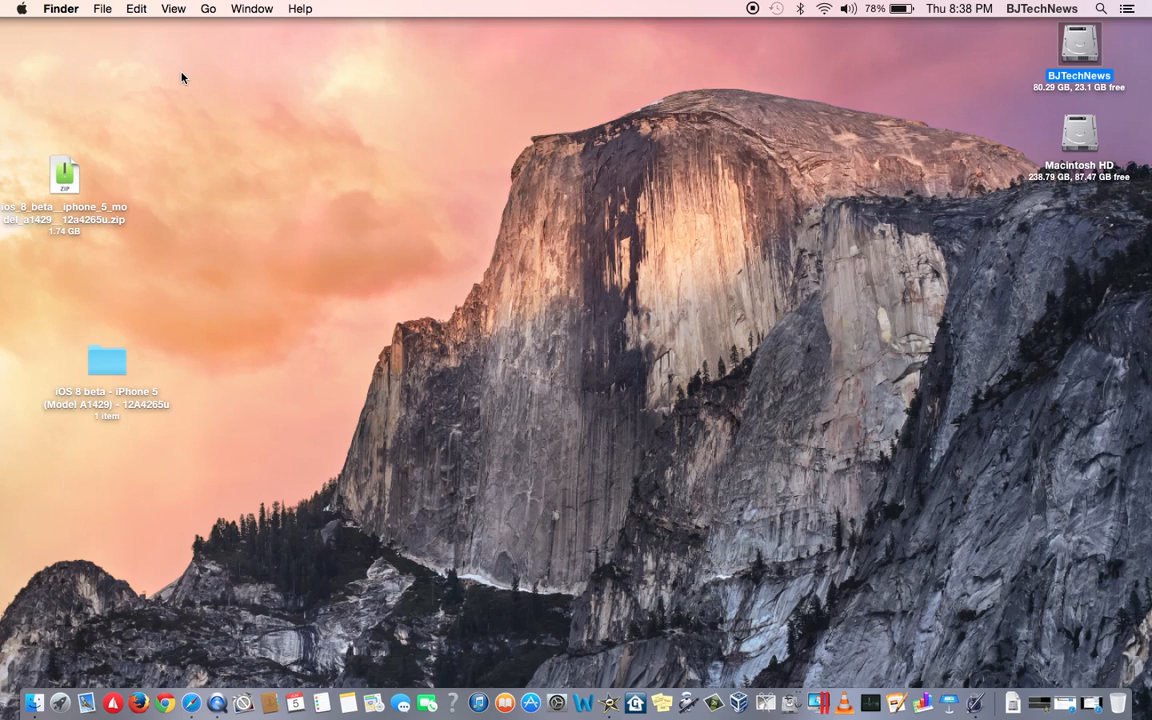 Finder File Edit View Go Window Help 78% Thu 8:38 PM BJTechNews
BJTechNews
80.29 GB, 23.1 GB free
Macintosh HD
238.79 GB, 87.47 GB free
ZIP
ios_8_beta__iphone_5_mo
del_a1429__12a4265u.zip
1.74 GB
iOS 8 beta - iPhone 5
(Model A1429) - 12A4265u
1 item
5